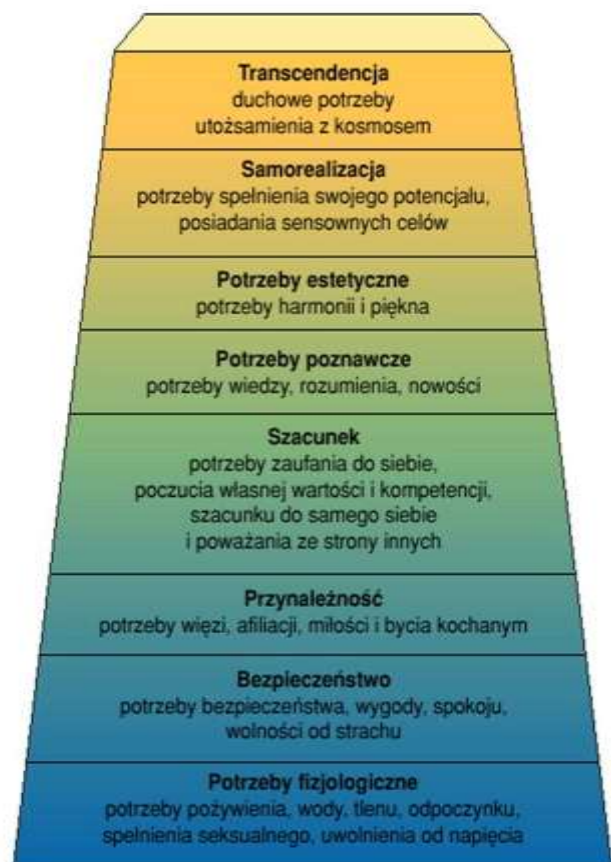 Transcendencja
duchowe potrzeby
utożsamienia z kosmosem
Samorealizacja
potrzeby spełnienia swojego potencjału,
posiadania sensownych celów
Potrzeby estetyczne
potrzeby harmonii i piękna
Potrzeby poznawcze
potrzeby wiedzy, rozumienia, nowości
Szacunek
potrzeby zaufania do siebie,
poczucia własnej wartości i kompetencji,
szacunku do samego siebie
i poważania ze strony innych
Przynależność
potrzeby więzi, afiliacji, miłości i bycia kochanym
Bezpieczeństwo
potrzeby bezpieczeństwa, wygody, spokoju,
wolności od strachu
Potrzeby fizjologiczne
potrzeby pożywienia, wody, tlenu, odpoczynku,
spełnienia seksualnego, uwolnienia od napięcia